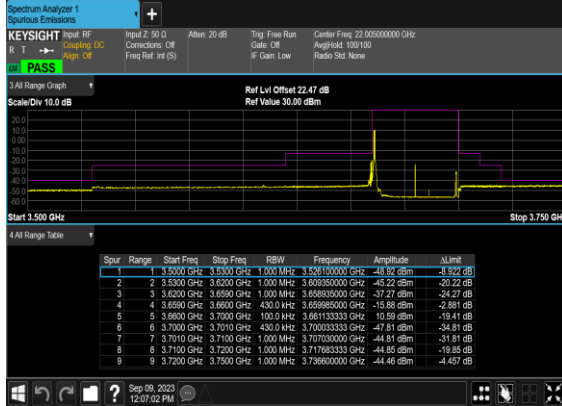 Spectrum Analyzer 1
Spurious Emissions
+
KEYSIGHT Input: RF Input Z: 50 Ω Atten: 20 dB Trig: Free Run Center Freq: 22.005000000 GHz
R T Coupling: DC Corrections: Off Gate: Off Avg|Hold: 100/100
Align: Off Freq Ref: Int (S) IF Gain: Low Radio Std: None
PASS
3 All Range Graph
Ref Lvl Offset 22.47 dB
Scale/Div 10.0 dB Ref Value 30.00 dBm
20.0
10.0
0.00
-10.0
-20.0
-30.0
-40.0
-50.0
-60.0
Start 3.500 GHz Stop 3.750 GH
4 All Range Table
Spur Range Start Freq Stop Freq RBW Frequency Amplitude ΔLimit
1 1 3.5000 GHz 3.5300 GHz 1.000 MHz 3.526100000 GHz -48.92 dBm -8.922 dB
2 2 3.5300 GHz 3.6200 GHz 1.000 MHz 3.609350000 GHz -45.22 dBm -20.22 dB
3 3 3.6200 GHz 3.6590 GHz 1.000 MHz 3.658935000 GHz -37.27 dBm -24.27 dB
4 4 3.6590 GHz 3.6600 GHz 430.0 kHz 3.659985000 GHz -15.88 dBm -2.881 dB
5 5 3.6600 GHz 3.7000 GHz 100.0 kHz 3.661133333 GHz 10.59 dBm -19.41 dB
6 6 3.7000 GHz 3.7010 GHz 430.0 kHz 3.700033333 GHz -47.81 dBm -34.81 dB
7 7 3.7010 GHz 3.7100 GHz 1.000 MHz 3.707030000 GHz -44.81 dBm -31.81 dB
8 8 3.7100 GHz 3.7200 GHz 1.000 MHz 3.717683333 GHz -44.85 dBm -19.85 dB
9 9 3.7200 GHz 3.7500 GHz 1.000 MHz 3.736600000 GHz -44.46 dBm -4.457 dB
?
Sep 09, 2023
12:07:02 PM